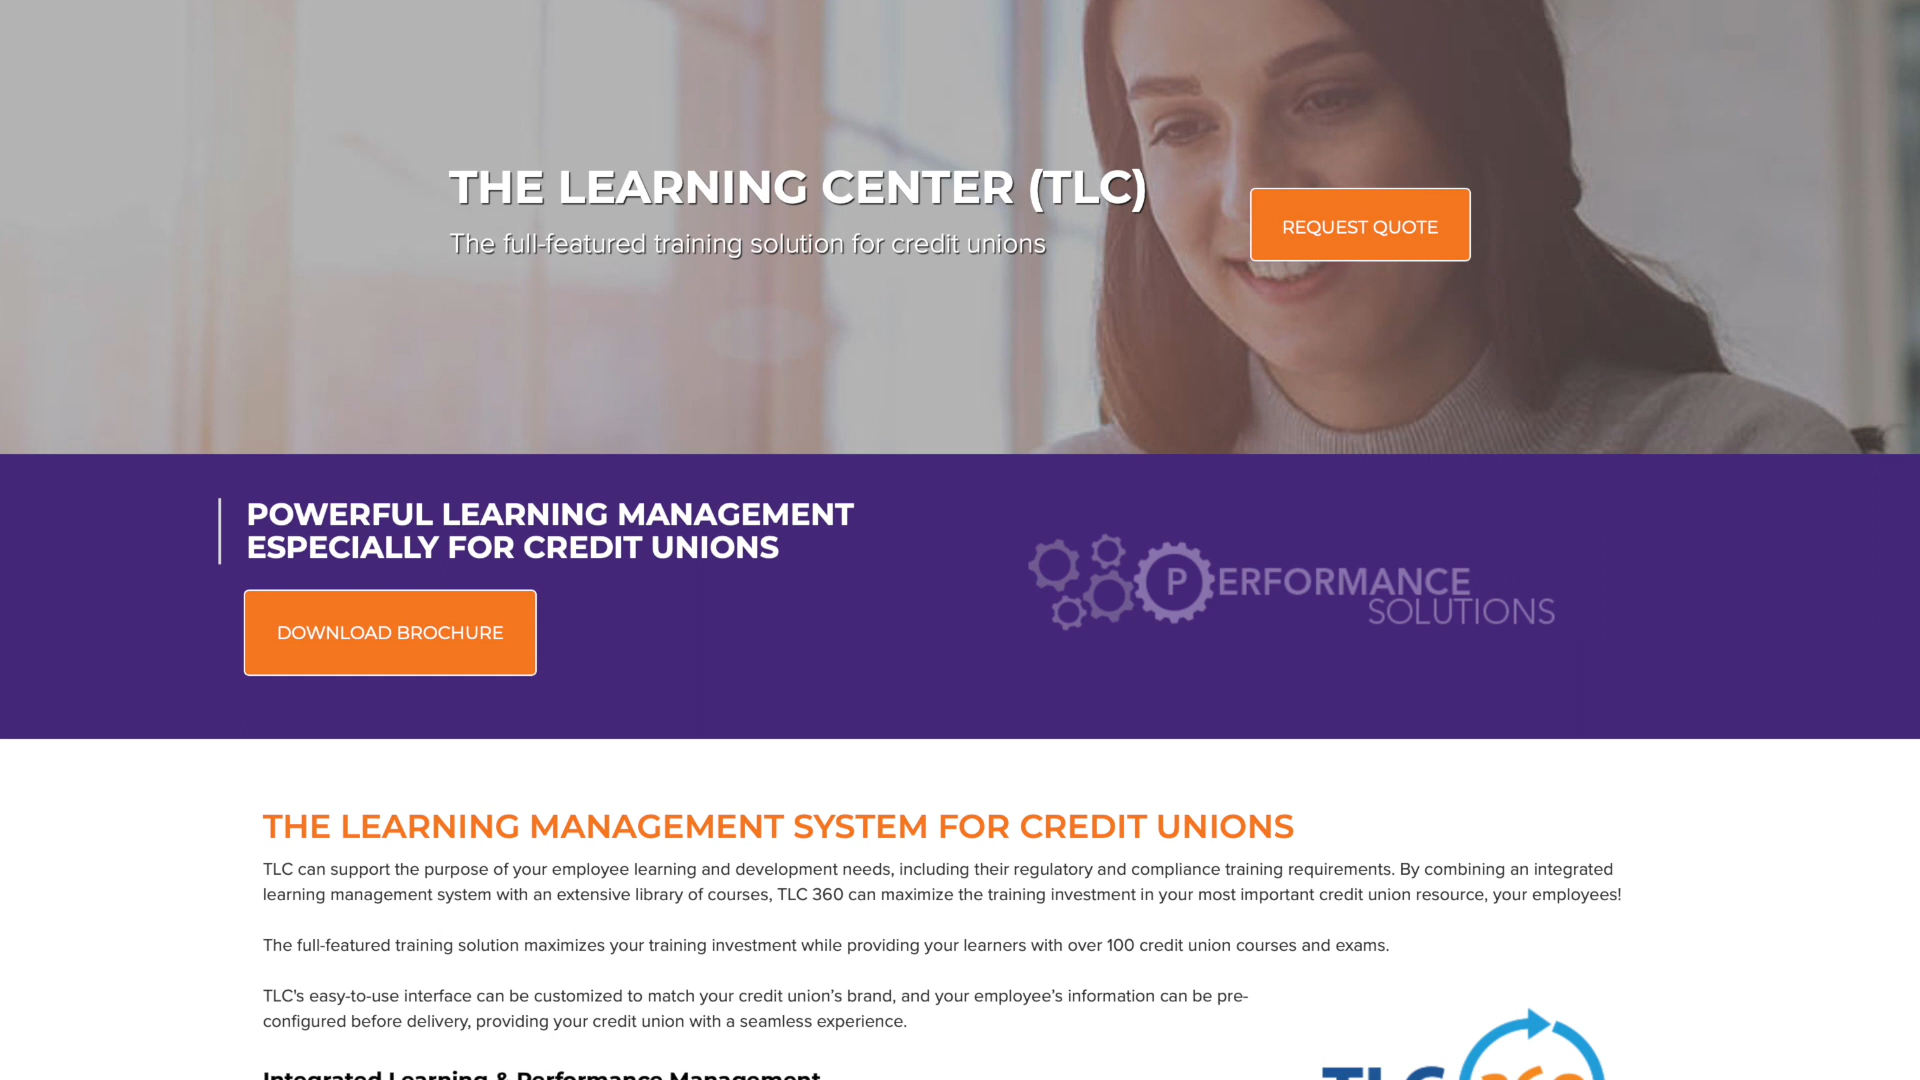 THE LEARNING CENTER (TLC)
The full-featured training solution for credit unions
REQUEST QUOTE
POWERFUL LEARNING MANAGEMENT
ESPECIALLY FOR CREDIT UNIONS
DOWNLOAD BROCHURE
PERFORMANCE
SOLUTIONS
THE LEARNING MANAGEMENT SYSTEM FOR CREDIT UNIONS
TLC can support the purpose of your employee learning and development needs, including their regulatory and compliance training requirements. By combining an integrated
learning management system with an extensive library of courses, TLC 360 can maximize the training investment in your most important credit union resource, your employees!
The full-featured training solution maximizes your training investment while providing your learners with over 100 credit union courses and exams.
TLC's easy-to-use interface can be customized to match your credit union’s brand, and your employee’s information can be pre-
configured before delivery, providing your credit union with a seamless experience.
Integrated Learning & Performance Management
TLC 360